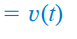 = v(t)